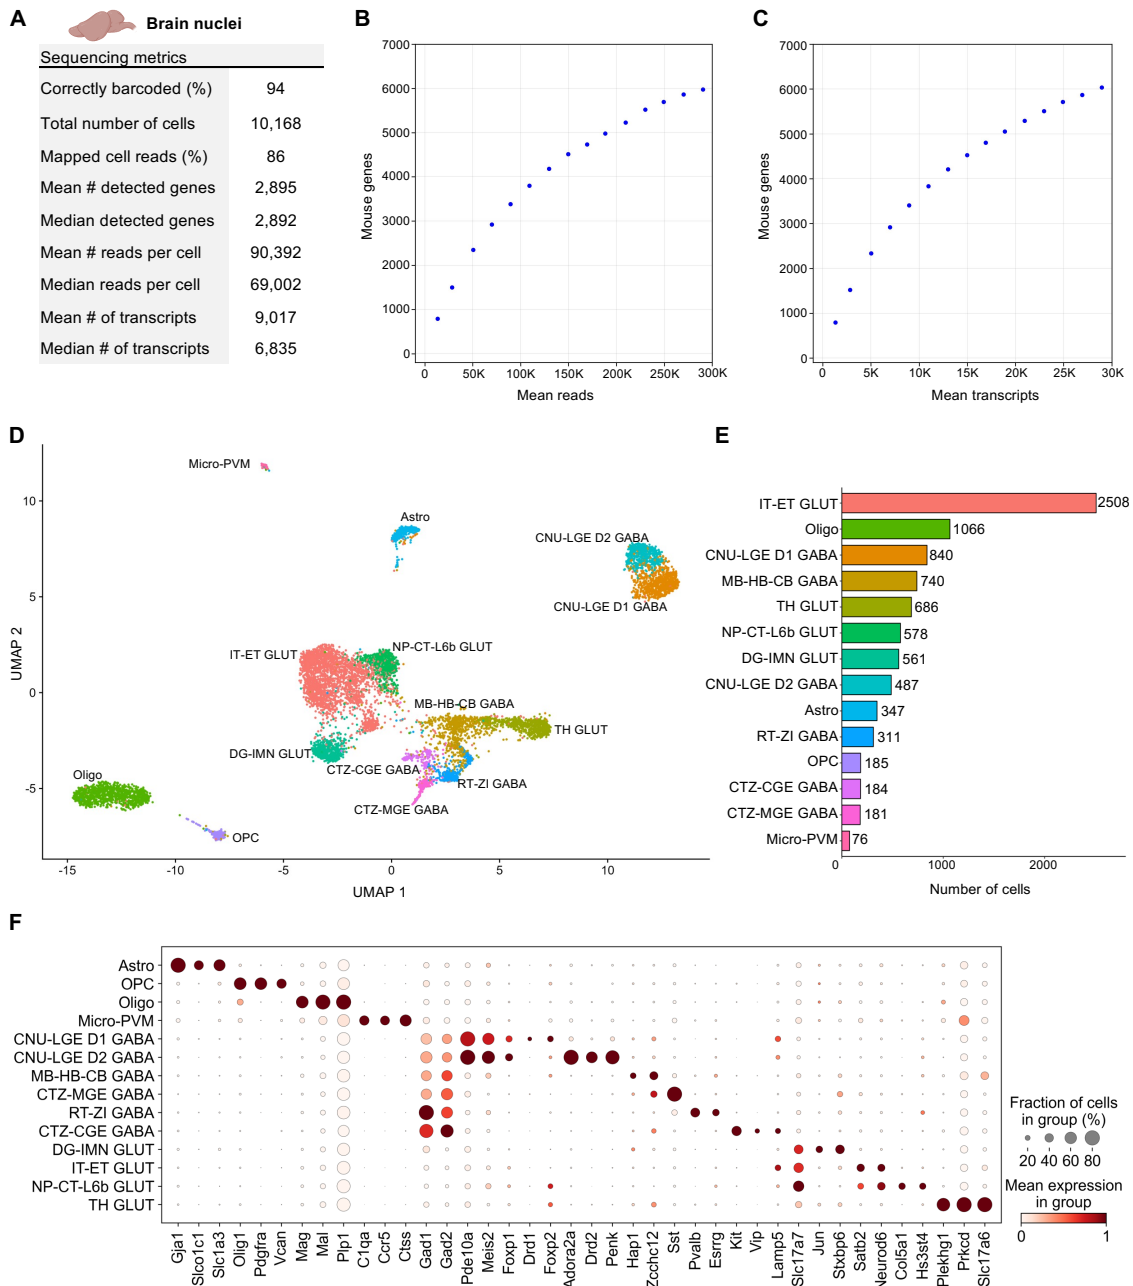 A
Brain nuclei
Sequencing metrics
Correctly barcoded (%) 94
Total number of cells 10,168
Mapped cell reads (%) 86
Mean # detected genes 2,895
Median detected genes 2,892
Mean # reads per cell 90,392
Median reads per cell 69,002
Mean # of transcripts 9,017
Median # of transcripts 6,835
B
Mouse genes
7000
6000
5000
4000
3000
2000
1000
0
0 50K 100K 150K 200K 250K 300K
Mean reads
C
Mouse genes
7000
6000
5000
4000
3000
2000
1000
0
0 5K 10K 15K 20K 25K 30K
Mean transcripts
D
UMAP 2
10
5
0
-5
-15 -10 -5 0 5 10
UMAP 1
Micro-PVM
Astro
CNU-LGE D2 GABA
CNU-LGE D1 GABA
IT-ET GLUT
NP-CT-L6b GLUT
MB-HB-CB GABA
TH GLUT
DG-IMN GLUT
CTZ-CGE GABA
RT-ZI GABA
CTZ-MGE GABA
Oligo
OPC
E
IT-ET GLUT 2508
Oligo 1066
CNU-LGE D1 GABA 840
MB-HB-CB GABA 740
TH GLUT 686
NP-CT-L6b GLUT 578
DG-IMN GLUT 561
CNU-LGE D2 GABA 487
Astro 347
RT-ZI GABA 311
OPC 185
CTZ-CGE GABA 184
CTZ-MGE GABA 181
Micro-PVM 76
0 1000 2000
Number of cells
F
Astro
OPC
Oligo
Micro-PVM
CNU-LGE D1 GABA
CNU-LGE D2 GABA
MB-HB-CB GABA
CTZ-MGE GABA
RT-ZI GABA
CTZ-CGE GABA
DG-IMN GLUT
IT-ET GLUT
NP-CT-L6b GLUT
TH GLUT
Gja1
Slco1c1
Slc1a3
Olig1
Pdgfra
Vcan
Mag
Mal
Plp1
C1qa
Ccr5
Ctss
Gad1
Gad2
Pde10a
Meis2
Foxp1
Drd1
Foxp2
Adora2a
Drd2
Penk
Hap1
Zcchc12
Sst
Pvalb
Esrrg
Kit
Vip
Lamp5
Slc17a7
Jun
Stxbp6
Satb2
Neurod6
Col5a1
Hs3st4
Plekhg1
Prkcd
Slc17a6
Fraction of cells
in group (%)
20 40 60 80
Mean expression
in group
0 1